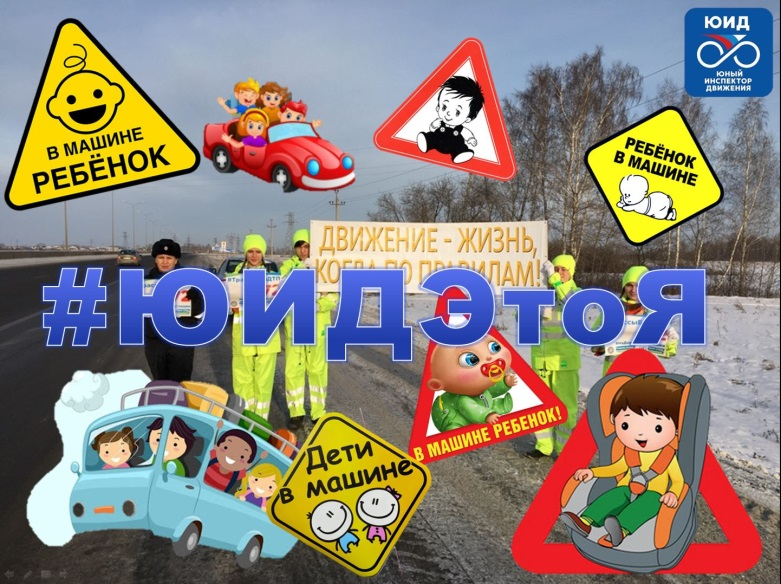 ЮИД
ЮНЫЙ
ИНСПЕКТОР
ДВИЖЕНИЯ
В МАШИНЕ
РЕБЁНОК
РЕБЁНОК
В МАШИНЕ
ДВИЖЕНИЕ - ЖИЗНЬ,
КОГДА ПО ПРАВИЛАМ!
#ЮИДЭтоЯ
В МАШИНЕ РЕБЕНОК!
Дети
в машине